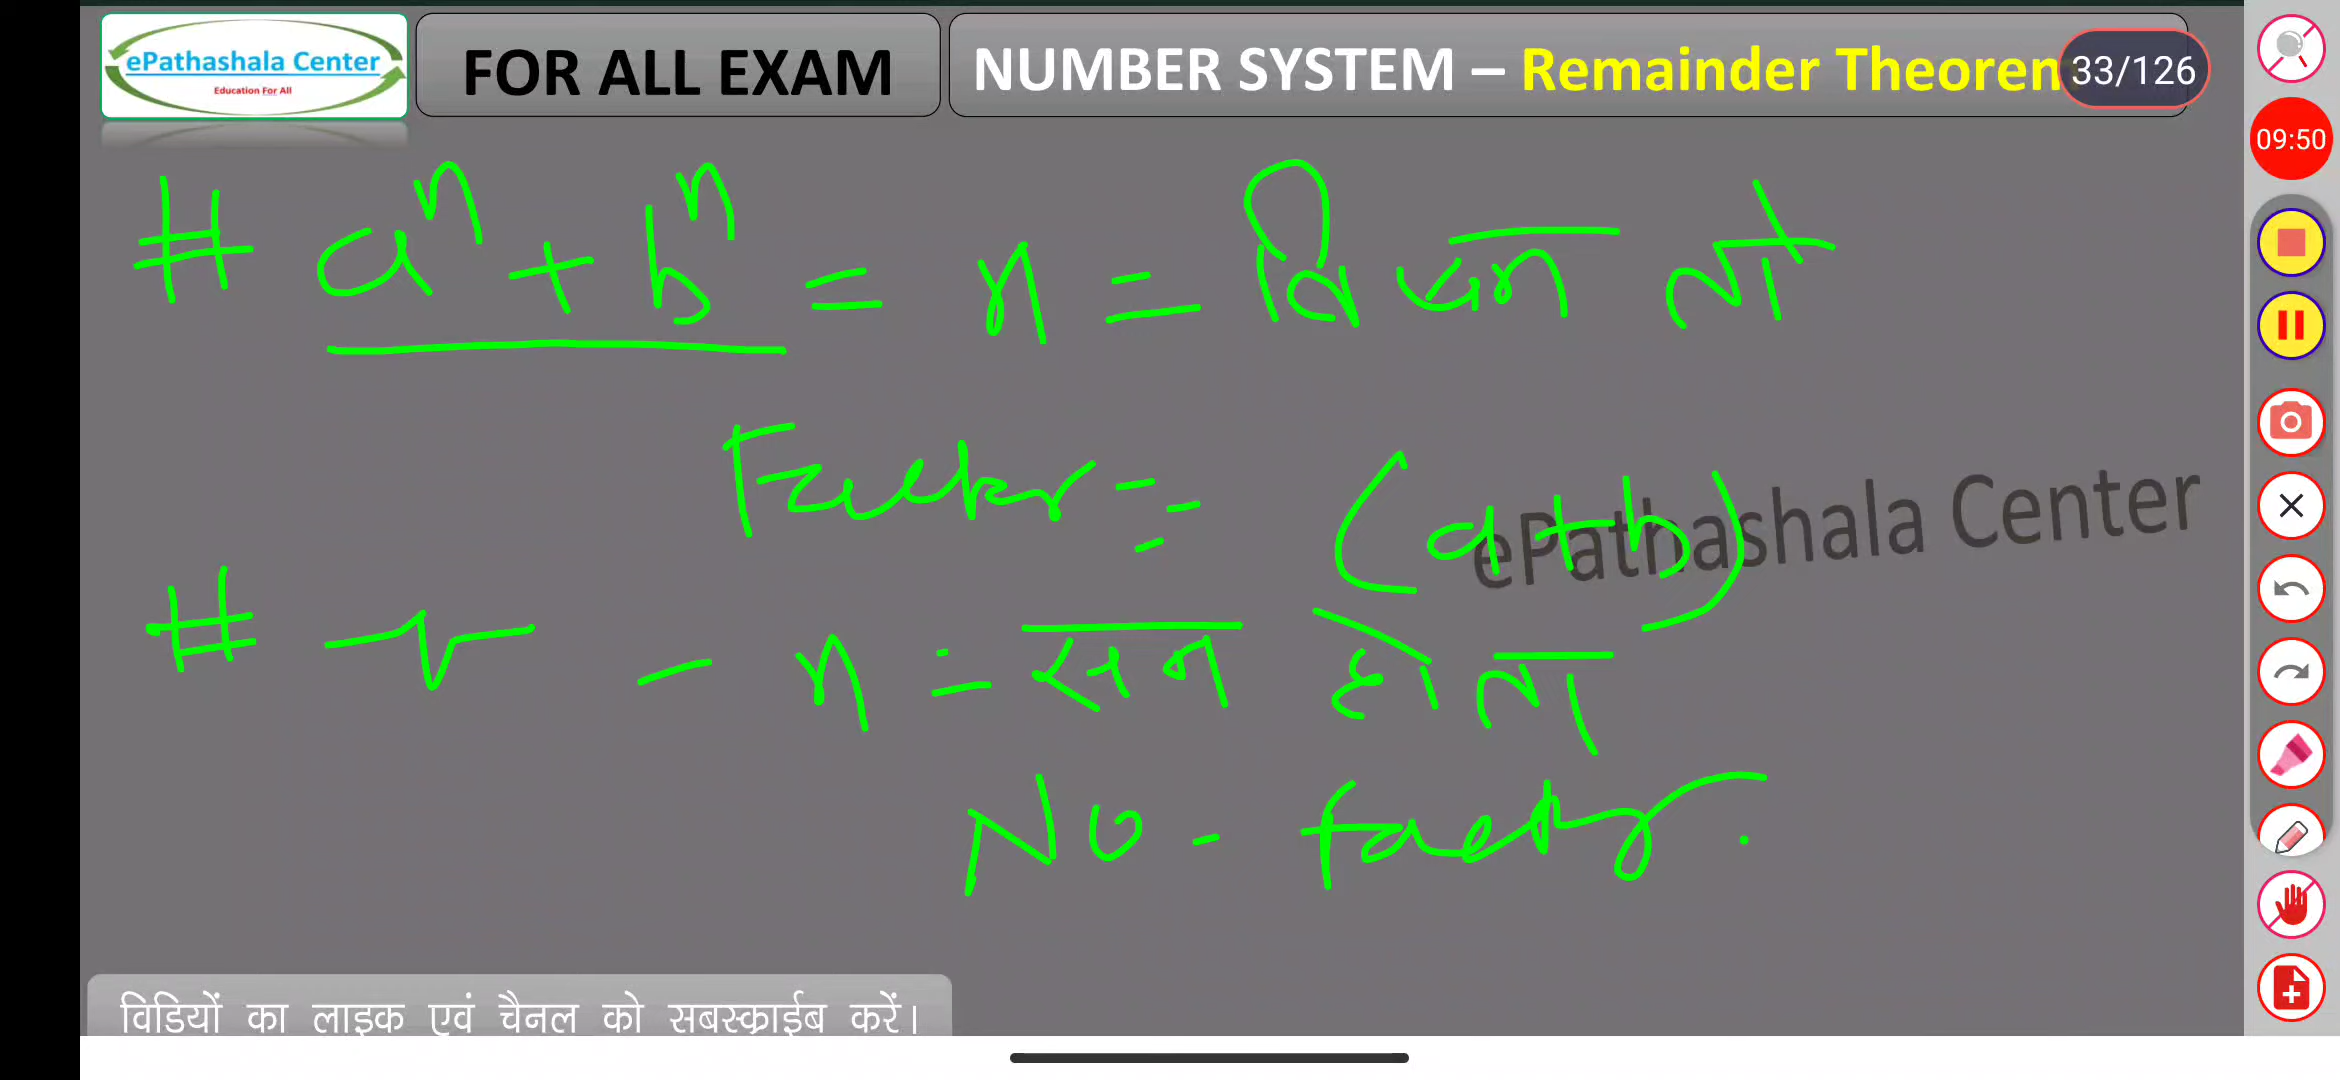 ePathashala Center
Education For All
FOR ALL EXAM
NUMBER SYSTEM – Remainder Theorem
33/126
09:50
# aⁿ + bⁿ = n = विषम तो
Factor = (a+b)
ePathashala Center
# – n = सम होगा
No - factor.
विडियों का लाइक एवं चैनल को सबस्क्राईब करें।